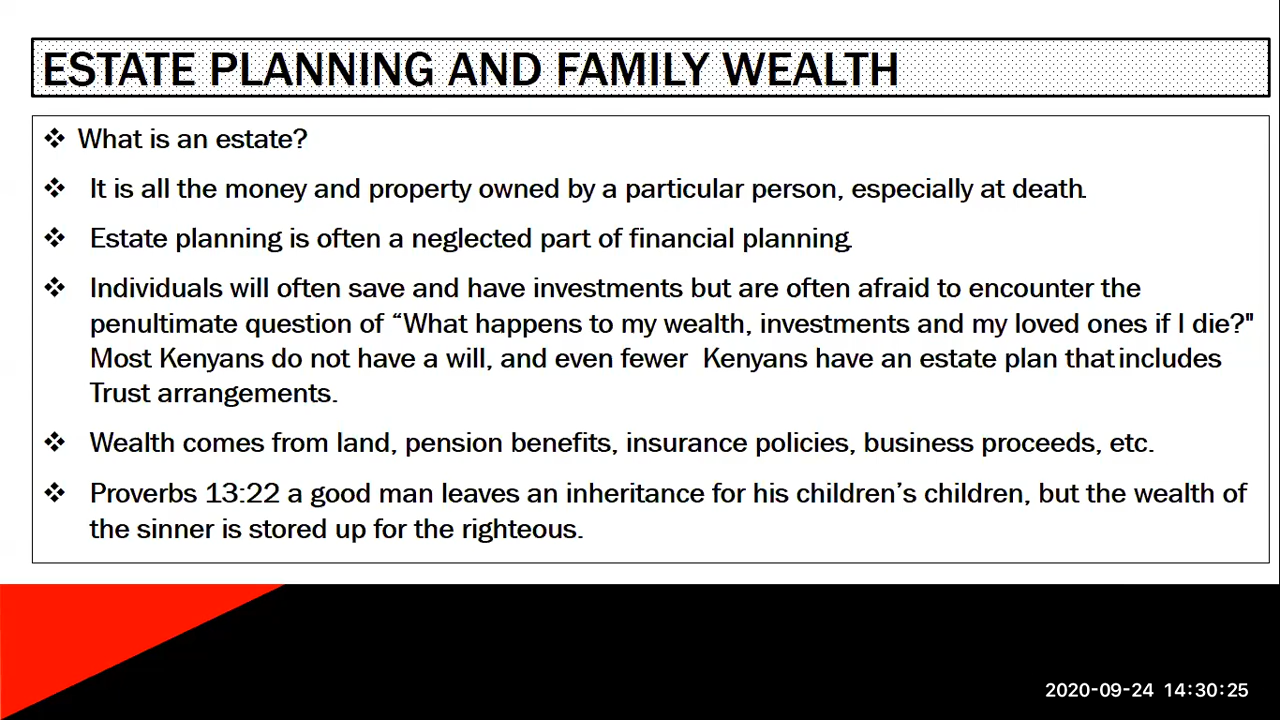 ESTATE PLANNING AND FAMILY WEALTH
❖ What is an estate?
❖ It is all the money and property owned by a particular person, especially at death.
❖ Estate planning is often a neglected part of financial planning.
❖ Individuals will often save and have investments but are often afraid to encounter the
penultimate question of “What happens to my wealth, investments and my loved ones if I die?"
Most Kenyans do not have a will, and even fewer Kenyans have an estate plan that includes
Trust arrangements.
❖ Wealth comes from land, pension benefits, insurance policies, business proceeds, etc.
❖ Proverbs 13:22 a good man leaves an inheritance for his children’s children, but the wealth of
the sinner is stored up for the righteous.
2020-09-24 14:30:25